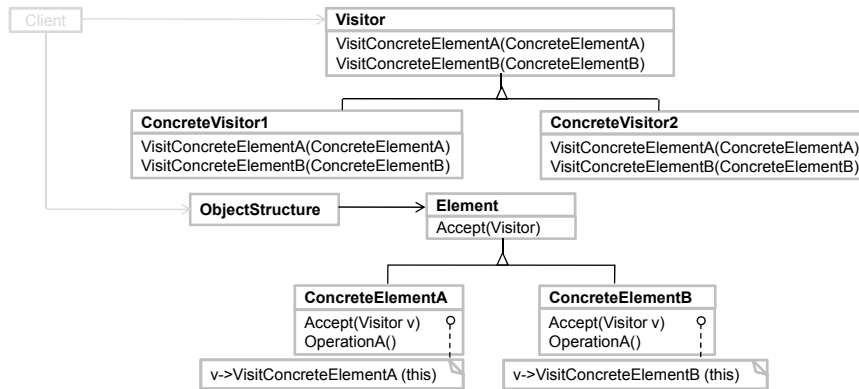 Client
Visitor
VisitConcreteElementA(ConcreteElementA)
VisitConcreteElementB(ConcreteElementB)
ConcreteVisitor1
VisitConcreteElementA(ConcreteElementA)
VisitConcreteElementB(ConcreteElementB)
ConcreteVisitor2
VisitConcreteElementA(ConcreteElementA)
VisitConcreteElementB(ConcreteElementB)
ObjectStructure
Element
Accept(Visitor)
ConcreteElementA
Accept(Visitor v)
OperationA()
v->VisitConcreteElementA (this)
ConcreteElementB
Accept(Visitor v)
OperationA()
v->VisitConcreteElementB (this)